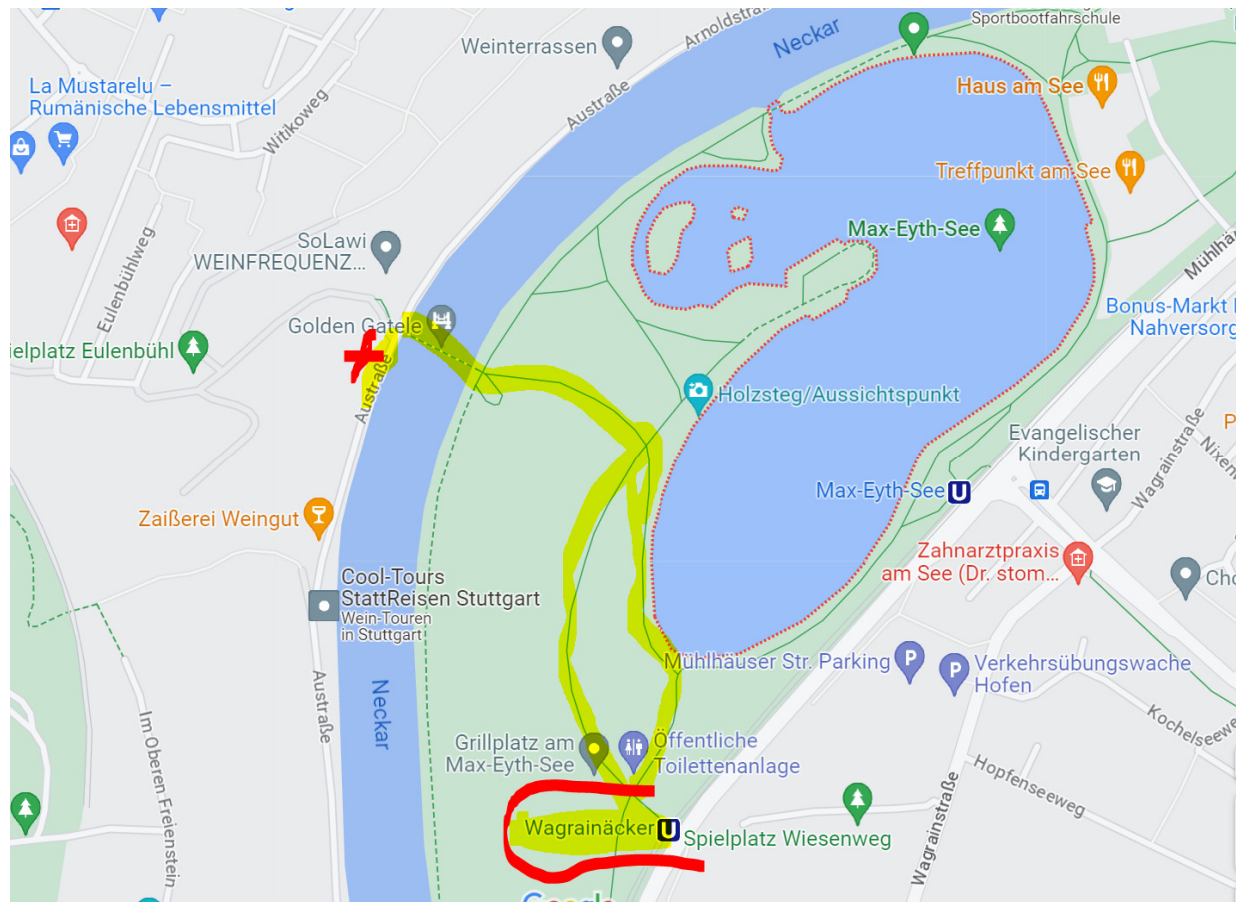 Sportbootfahrschule
Weinterrassen
Arnoldstraße
Neckar
La Mustarelu –
Rumänische Lebensmittel
Haus am See
Witikoweg
Austraße
Treffpunkt am See
Eulenbühlweg
SoLawi
WEINFREQUENZ...
Max-Eyth-See
Bonus-Markt
Nahversorg
Golden Gatele
ielplatz Eulenbühl
Austraße
Holzsteg/Aussichtspunkt
Evangelischer
Kindergarten
Wagrainstraße
Nixen
P
Max-Eyth-See U
Zaißerei Weingut
Zahnarztpraxis
am See (Dr. stom...
Cho
Cool-Tours
StattReisen Stuttgart
Wein-Touren
in Stuttgart
Mühlhäuser Str. Parking P
P Verkehrsübungswache
Hofen
Austraße
Neckar
Im Oberen Freienstein
Kochelseewe
Grillplatz am
Max-Eyth-See
Öffentliche
Toilettenanlage
Hopfenseeweg
Wagrainstraße
Wagrainäcker U
Spielplatz Wiesenweg
Google